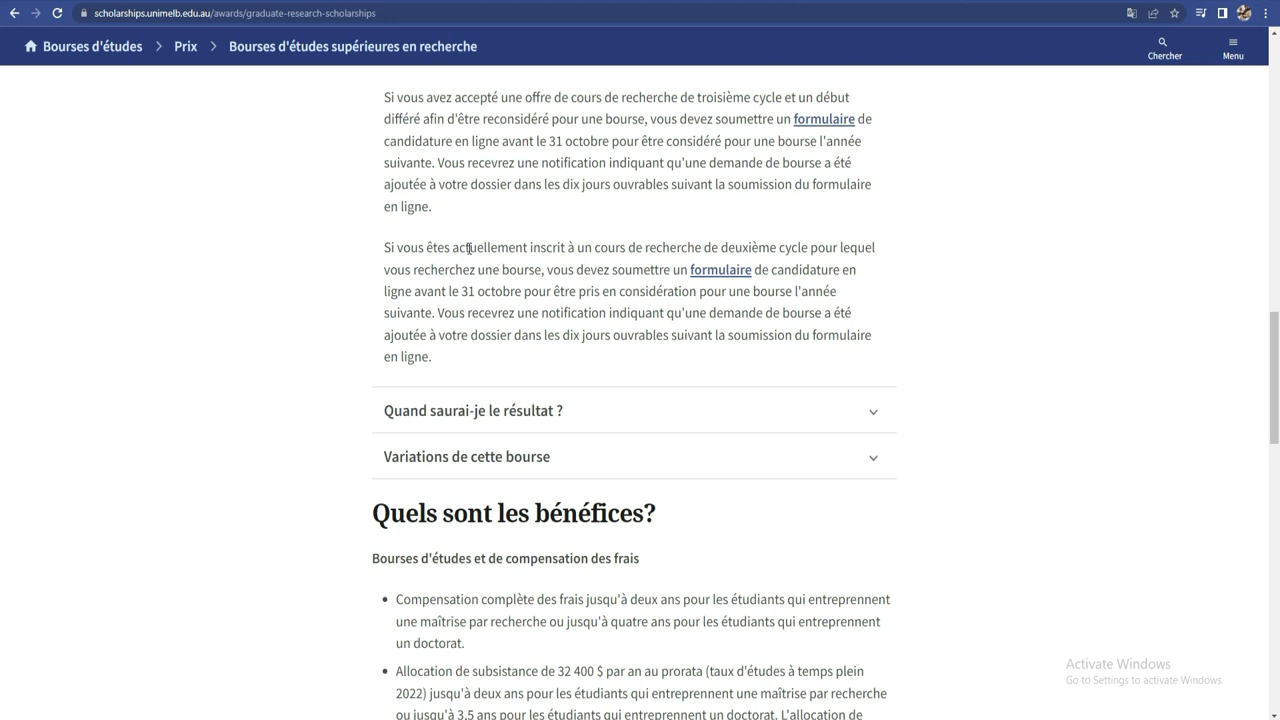 scholarships.unimelb.edu.au/awards/graduate-research-scholarships
Bourses d'études
Prix
Bourses d'études supérieures en recherche
Chercher
Menu
Si vous avez accepté une offre de cours de recherche de troisième cycle et un début
différé afin d'être reconsidéré pour une bourse, vous devez soumettre un formulaire de
candidature en ligne avant le 31 octobre pour être considéré pour une bourse l'année
suivante. Vous recevrez une notification indiquant qu'une demande de bourse a été
ajoutée à votre dossier dans les dix jours ouvrables suivant la soumission du formulaire
en ligne.
Si vous êtes actuellement inscrit à un cours de recherche de deuxième cycle pour lequel
vous recherchez une bourse, vous devez soumettre un formulaire de candidature en
ligne avant le 31 octobre pour être pris en considération pour une bourse l'année
suivante. Vous recevrez une notification indiquant qu'une demande de bourse a été
ajoutée à votre dossier dans les dix jours ouvrables suivant la soumission du formulaire
en ligne.
Quand saurai-je le résultat ?
Variations de cette bourse
Quels sont les bénéfices?
Bourses d'études et de compensation des frais
Compensation complète des frais jusqu'à deux ans pour les étudiants qui entreprennent
une maîtrise par recherche ou jusqu'à quatre ans pour les étudiants qui entreprennent
un doctorat.
Allocation de subsistance de 32 400 $ par an au prorata (taux d'études à temps plein
2022) jusqu'à deux ans pour les étudiants qui entreprennent une maîtrise par recherche
ou jusqu'à 3,5 ans pour les étudiants qui entreprennent un doctorat. L'allocation de
Activate Windows
Go to Settings to activate Windows.